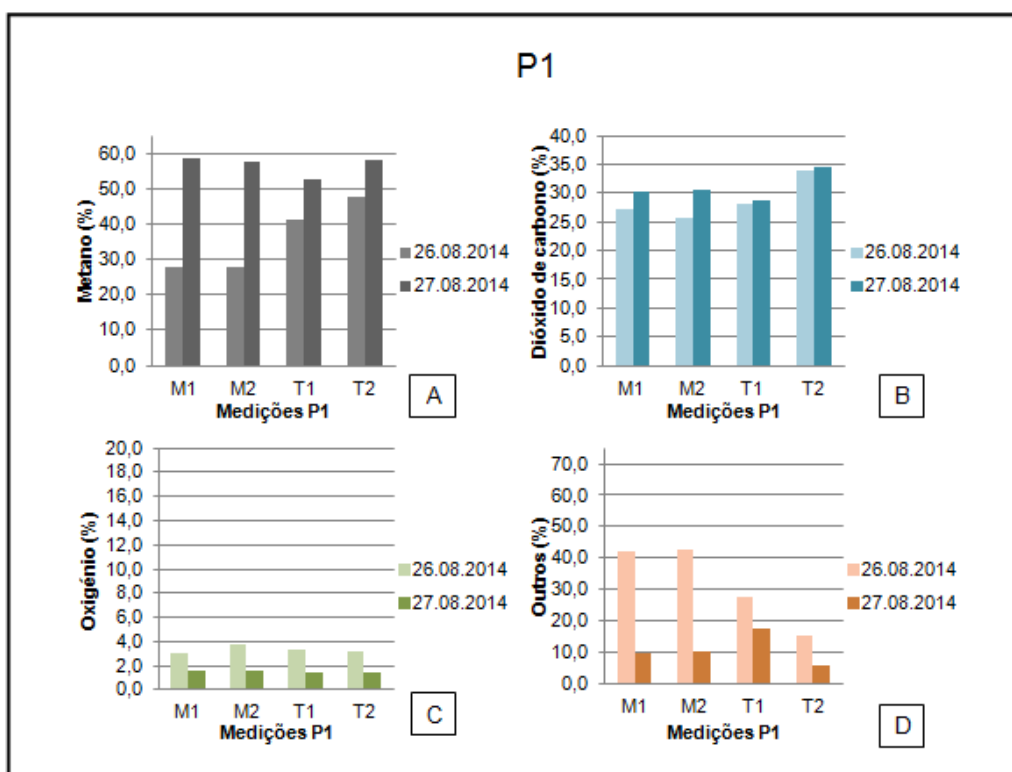 P1
Metano (%)
60,0
50,0
40,0
30,0
20,0
10,0
0,0
M1 M2 T1 T2
Medições P1
26.08.2014
27.08.2014
A
Dióxido de carbono (%)
40,0
35,0
30,0
25,0
20,0
15,0
10,0
5,0
0,0
M1 M2 T1 T2
Medições P1
26.08.2014
27.08.2014
B
Oxigénio (%)
20,0
18,0
16,0
14,0
12,0
10,0
8,0
6,0
4,0
2,0
0,0
M1 M2 T1 T2
Medições P1
26.08.2014
27.08.2014
C
Outros (%)
70,0
60,0
50,0
40,0
30,0
20,0
10,0
0,0
M1 M2 T1 T2
Medições P1
26.08.2014
27.08.2014
D